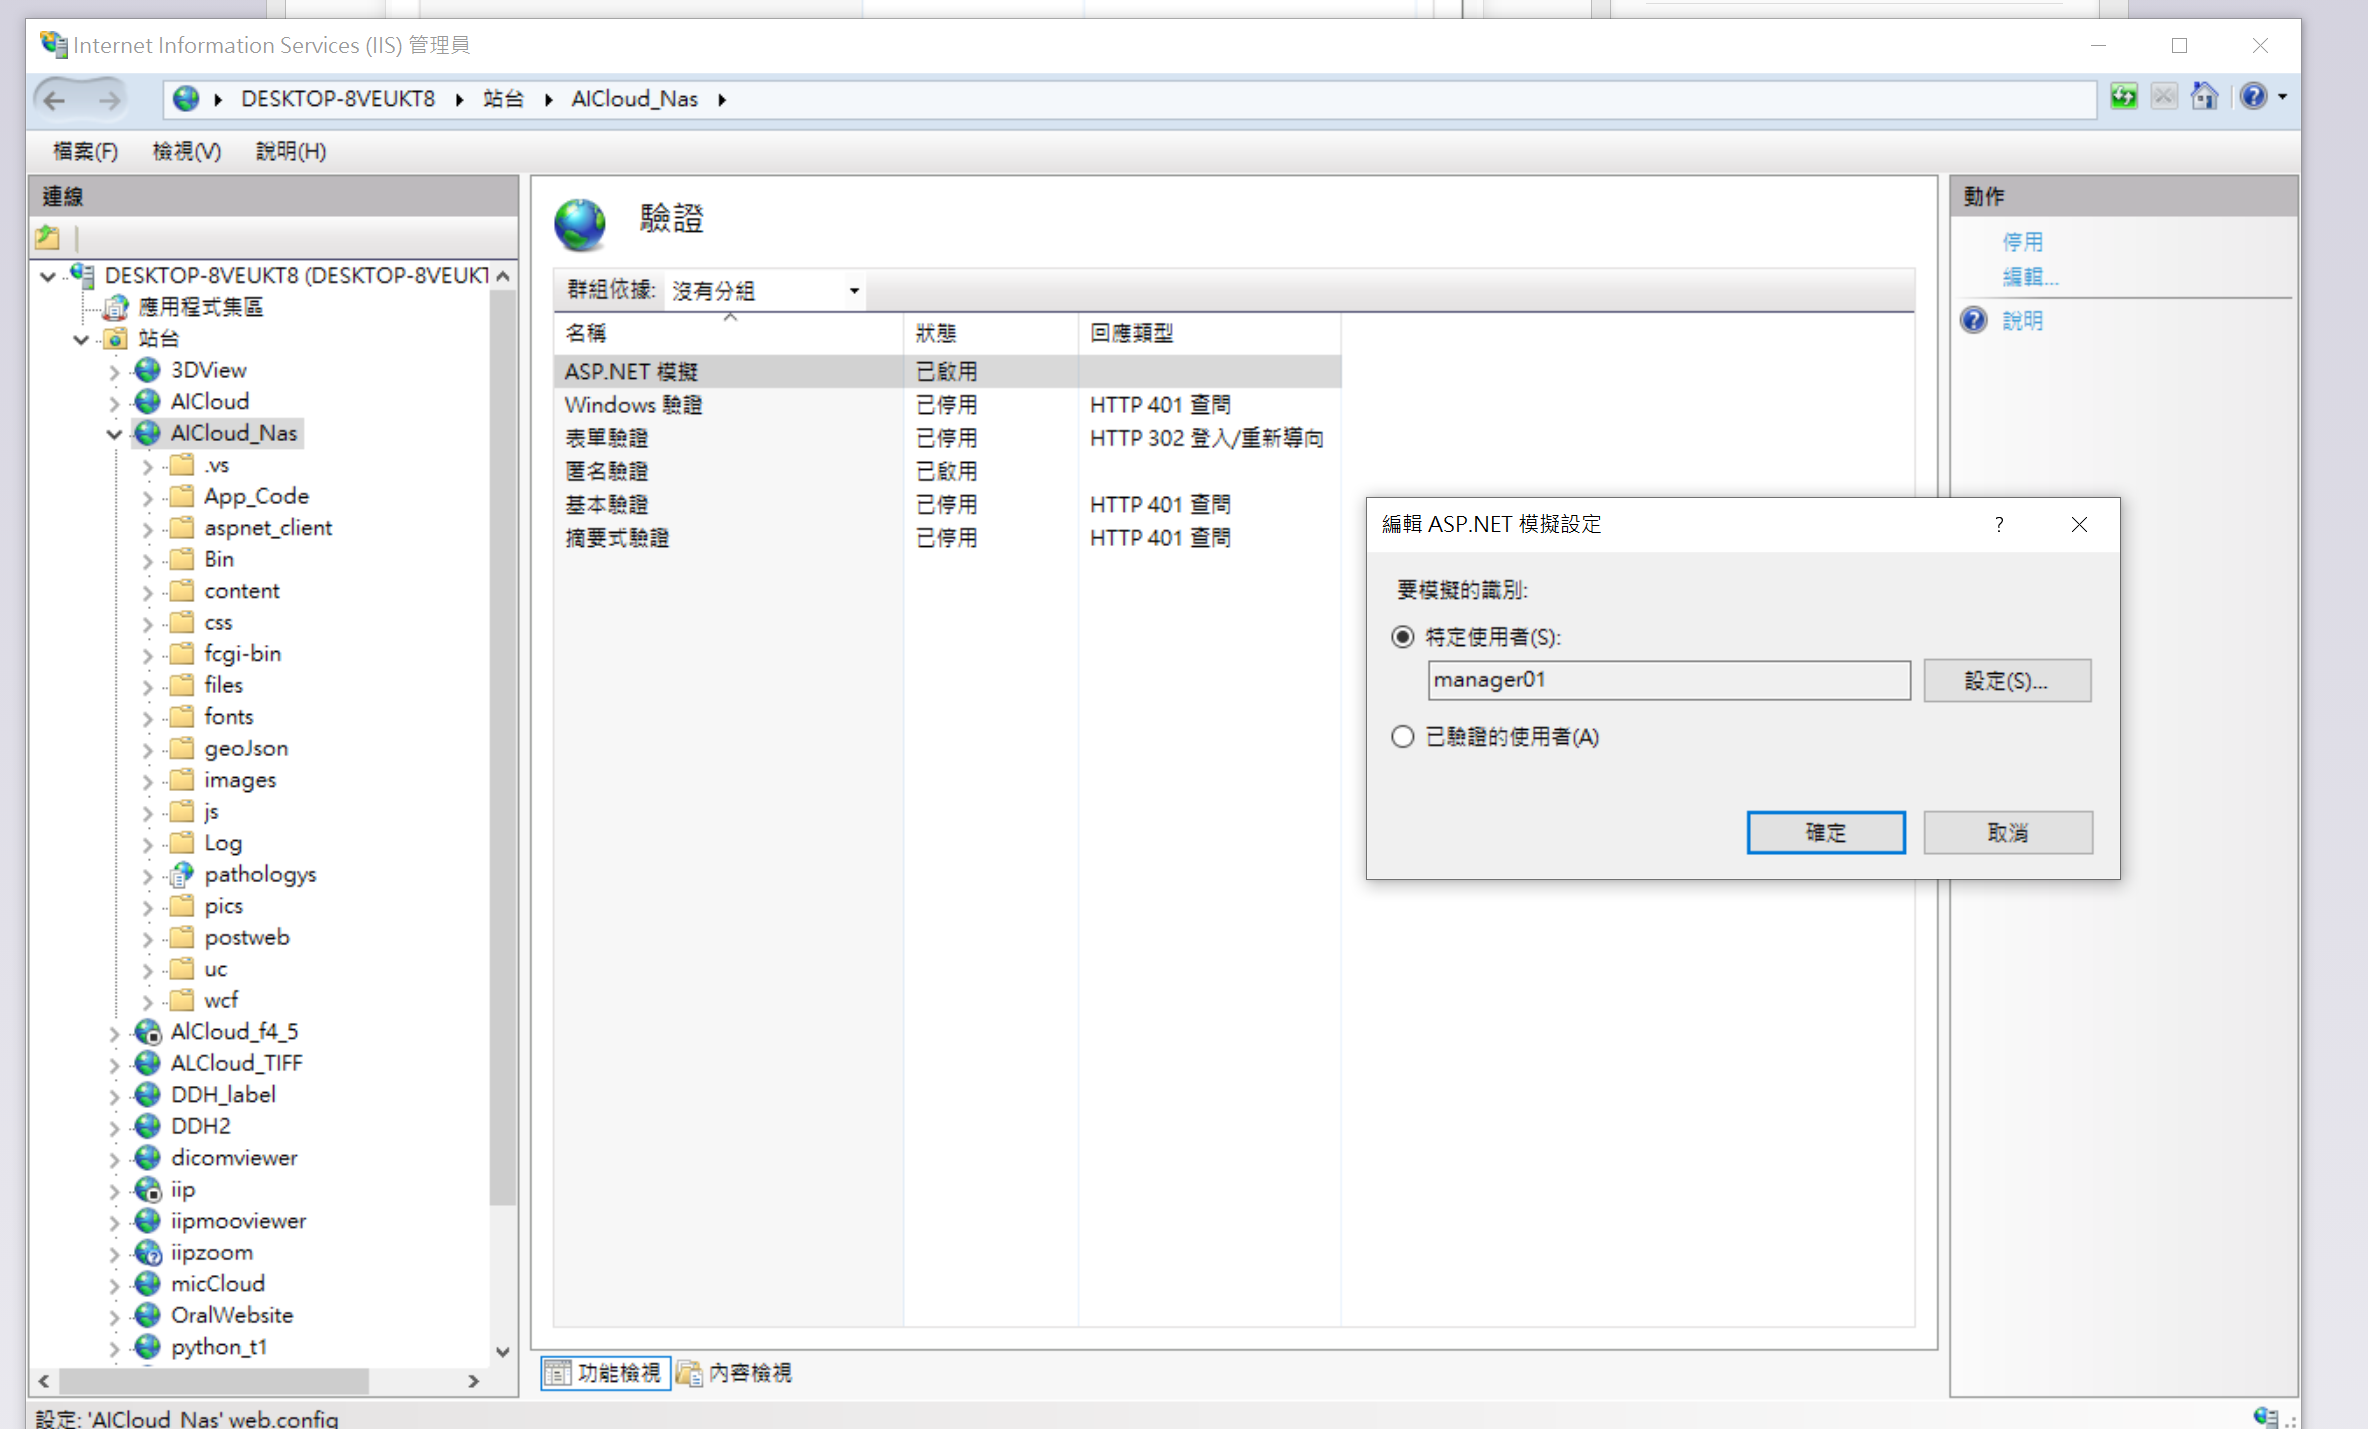 Internet Information Services (IIS) 管理員
DESKTOP-8VEUKT8 站台 AICloud_Nas
檔案(F) 檢視(V) 說明(H)
連線
DESKTOP-8VEUKT8 (DESKTOP-8VEUKT
應用程式集區
站台
3DView
AICloud
AICloud_Nas
.vs
App_Code
aspnet_client
Bin
content
css
fcgi-bin
files
fonts
geoJson
images
js
Log
pathologys
pics
postweb
uc
wcf
AICloud_f4_5
ALCloud_TIFF
DDH_label
DDH2
dicomviewer
iip
iipmooviewer
iipzoom
micCloud
OralWebsite
python_t1
驗證
群組依據: 沒有分組
名稱 狀態 回應類型
ASP.NET 模擬 已啟用
Windows 驗證 已停用 HTTP 401 查問
表單驗證 已停用 HTTP 302 登入/重新導向
匿名驗證 已啟用
基本驗證 已停用 HTTP 401 查問
摘要式驗證 已停用 HTTP 401 查問
功能檢視 內容檢視
動作
停用
編輯...
說明
編輯 ASP.NET 模擬設定
?
要模擬的識別:
特定使用者(S):
manager01
設定(S)...
已驗證的使用者(A)
確定 取消
設定: 'AICloud_Nas' web.config